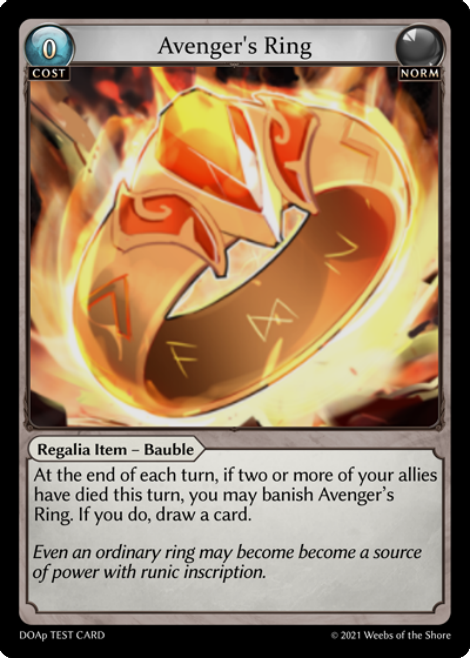 0
Avenger's Ring
COST
NORM
Regalia Item – Bauble
At the end of each turn, if two or more of your allies
have died this turn, you may banish Avenger's
Ring. If you do, draw a card.
Even an ordinary ring may become become a source
of power with runic inscription.
DOAp TEST CARD
© 2021 Weebs of the Shore